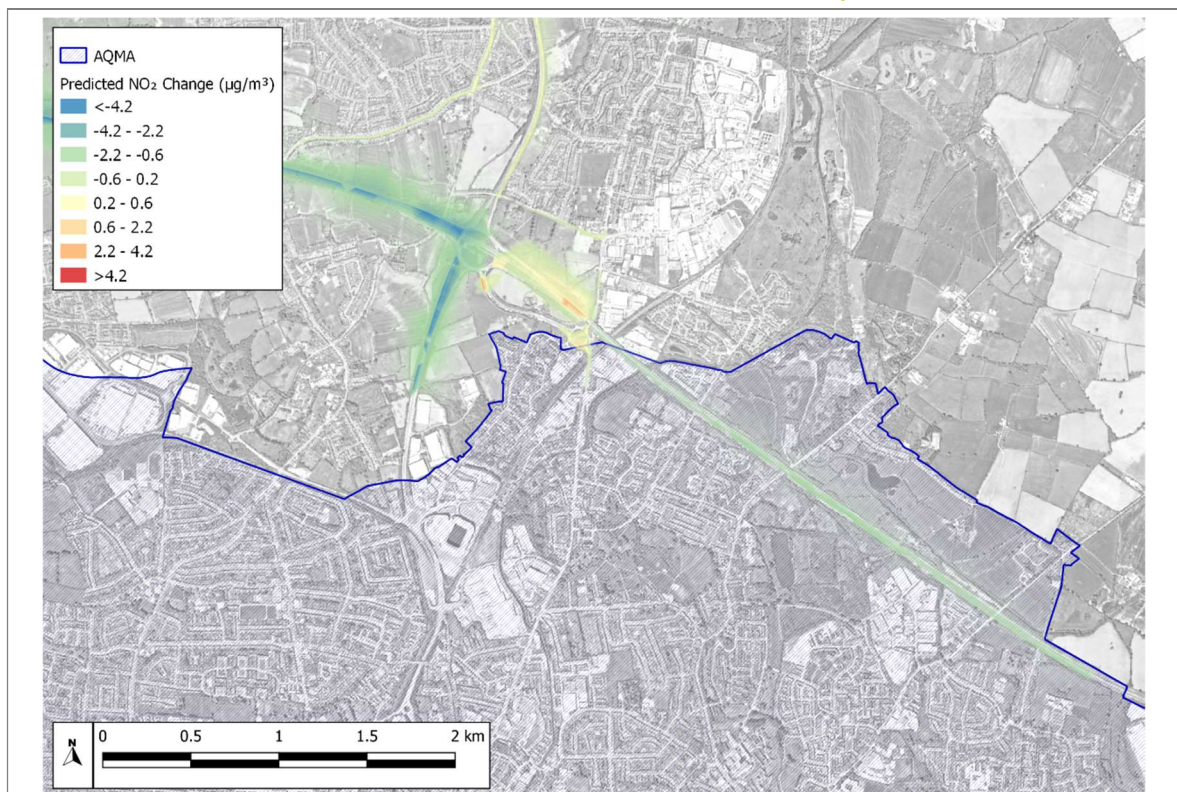 AQMA
Predicted NO₂ Change (µg/m³)
<-4.2
-4.2 - -2.2
-2.2 - -0.6
-0.6 - 0.2
0.2 - 0.6
0.6 - 2.2
2.2 - 4.2
>4.2
N
0 0.5 1 1.5 2 km